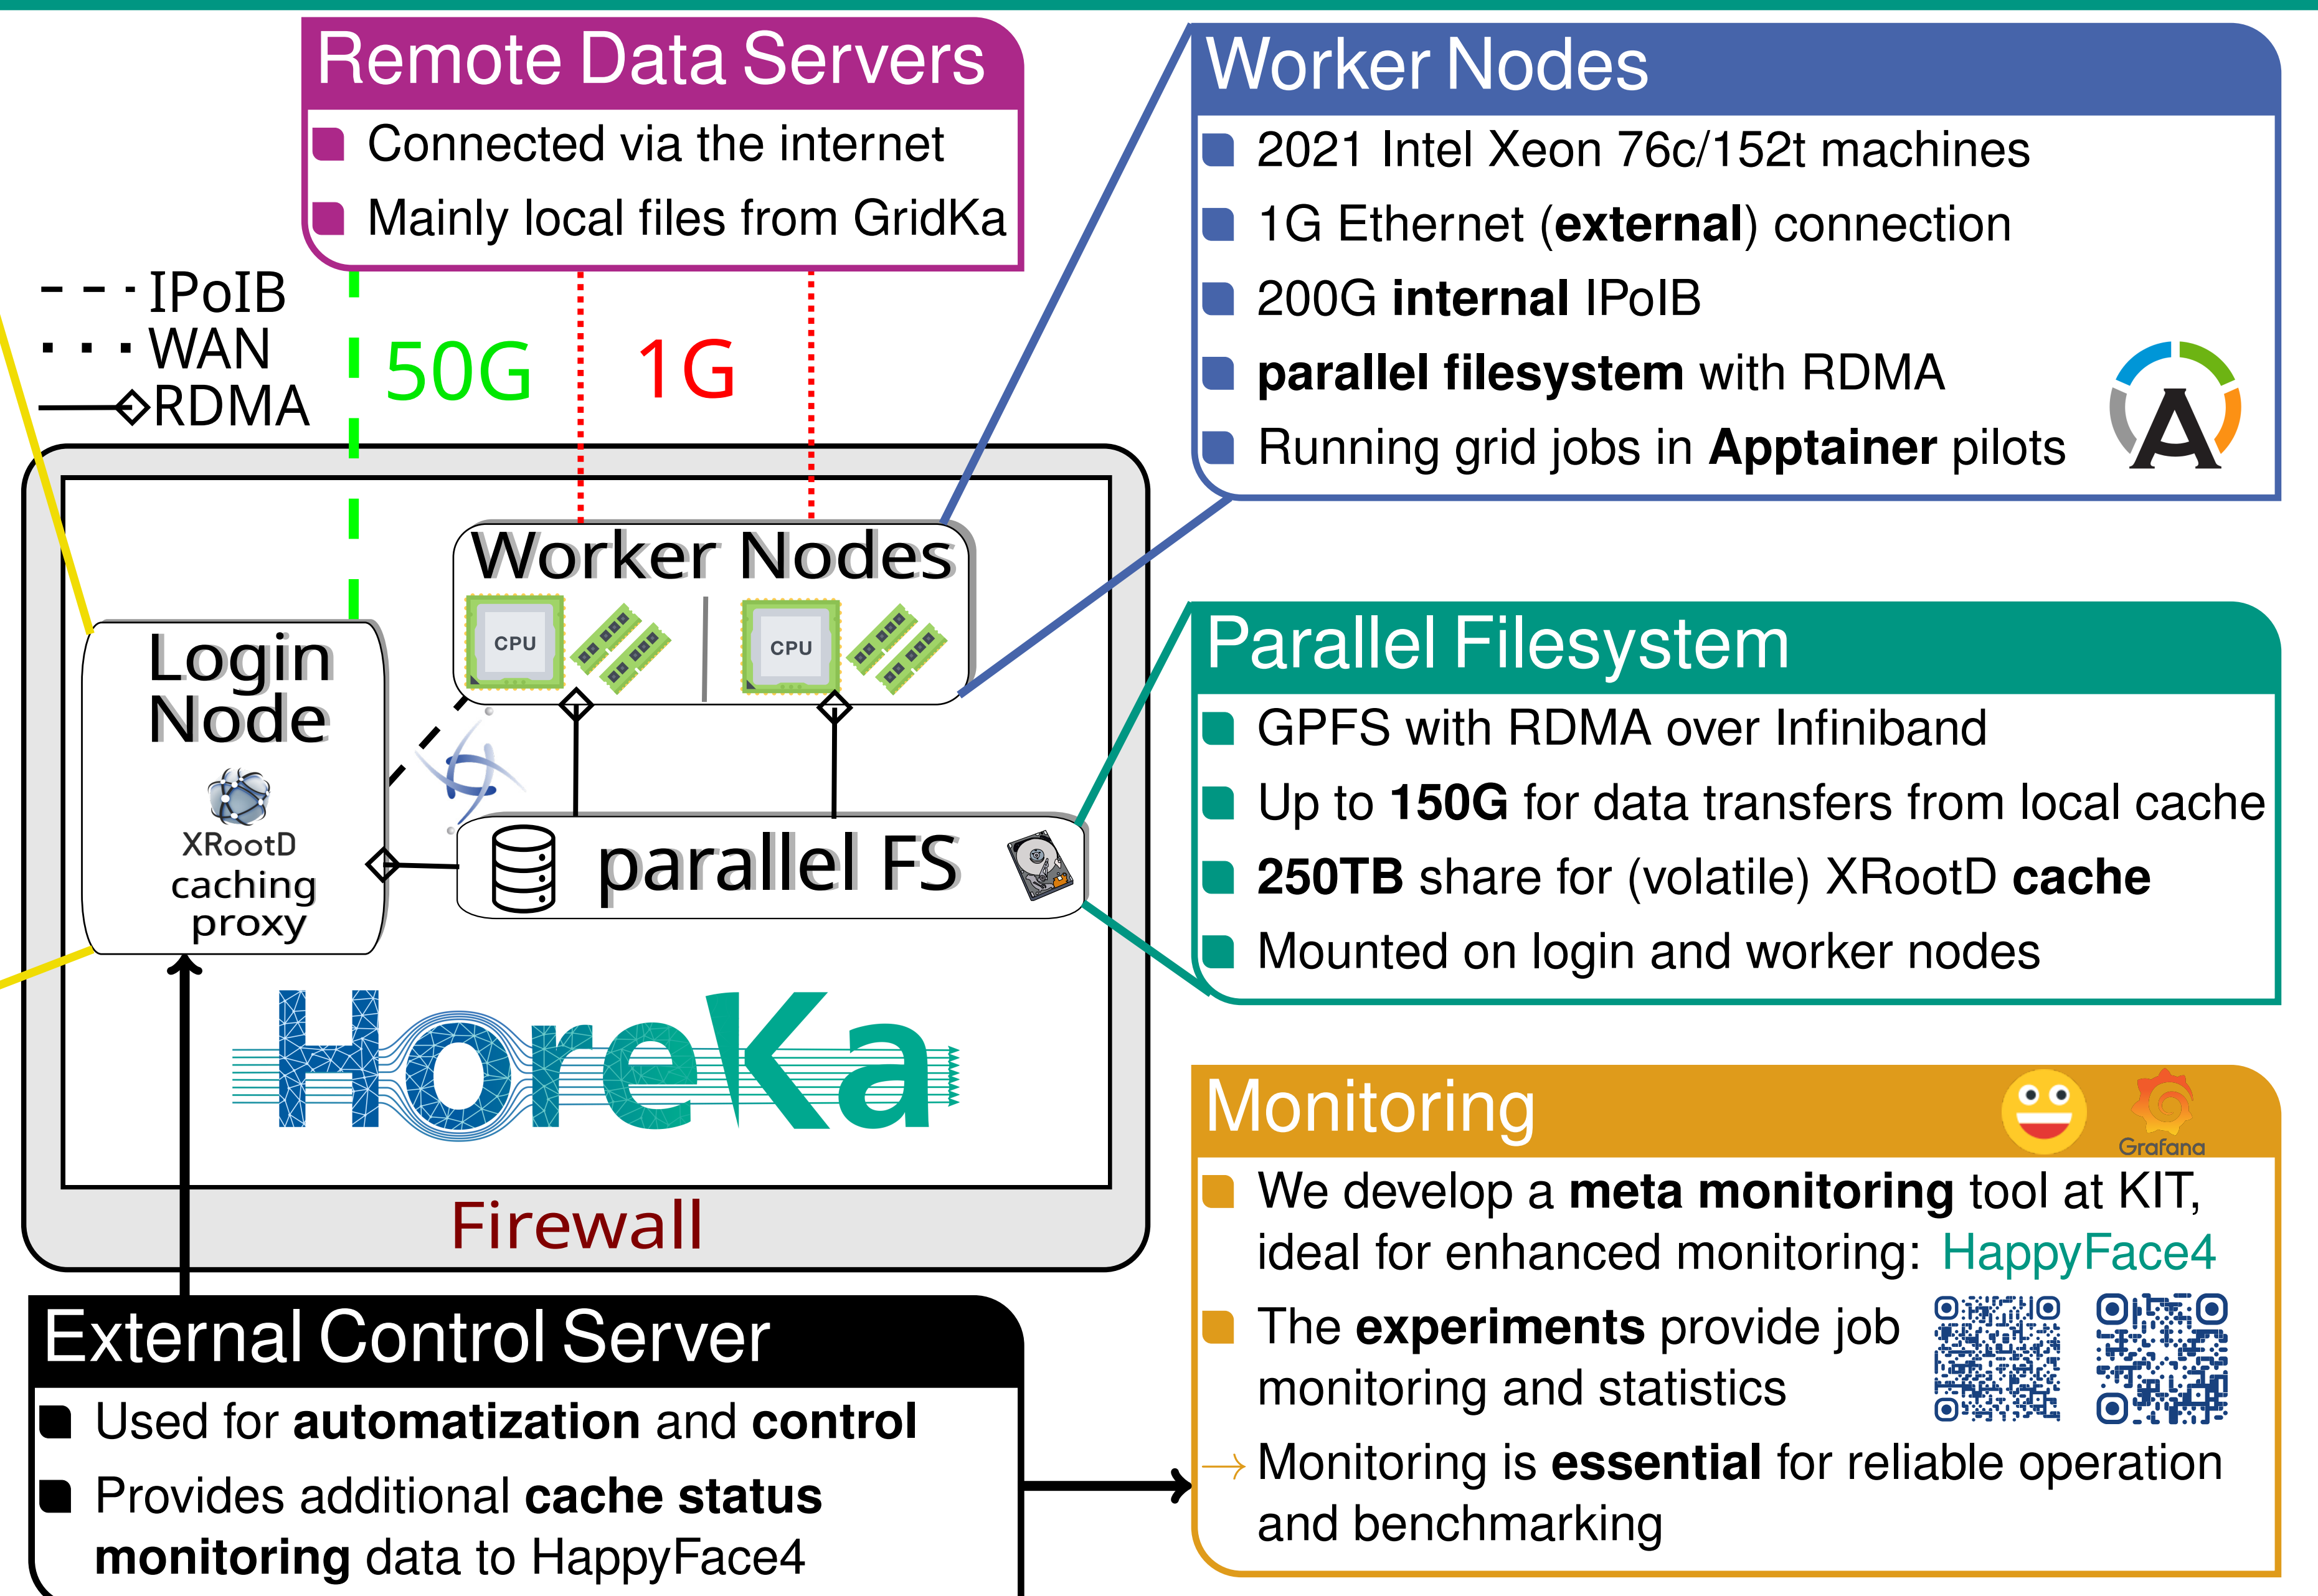 Remote Data Servers
Connected via the internet
Mainly local files from GridKa
IPoIB
WAN
RDMA
50G
1G
Worker Nodes
CPU
CPU
Login
Node
XRootD
caching
proxy
parallel FS
HoreKa
Firewall
External Control Server
Used for automatization and control
Provides additional cache status
monitoring data to HappyFace4
Worker Nodes
2021 Intel Xeon 76c/152t machines
1G Ethernet (external) connection
200G internal IPoIB
parallel filesystem with RDMA
Running grid jobs in Apptainer pilots
A
Parallel Filesystem
GPFS with RDMA over Infiniband
Up to 150G for data transfers from local cache
250TB share for (volatile) XRootD cache
Mounted on login and worker nodes
Monitoring
Grafana
We develop a meta monitoring tool at KIT,
ideal for enhanced monitoring: HappyFace4
The experiments provide job
monitoring and statistics
→ Monitoring is essential for reliable operation
and benchmarking